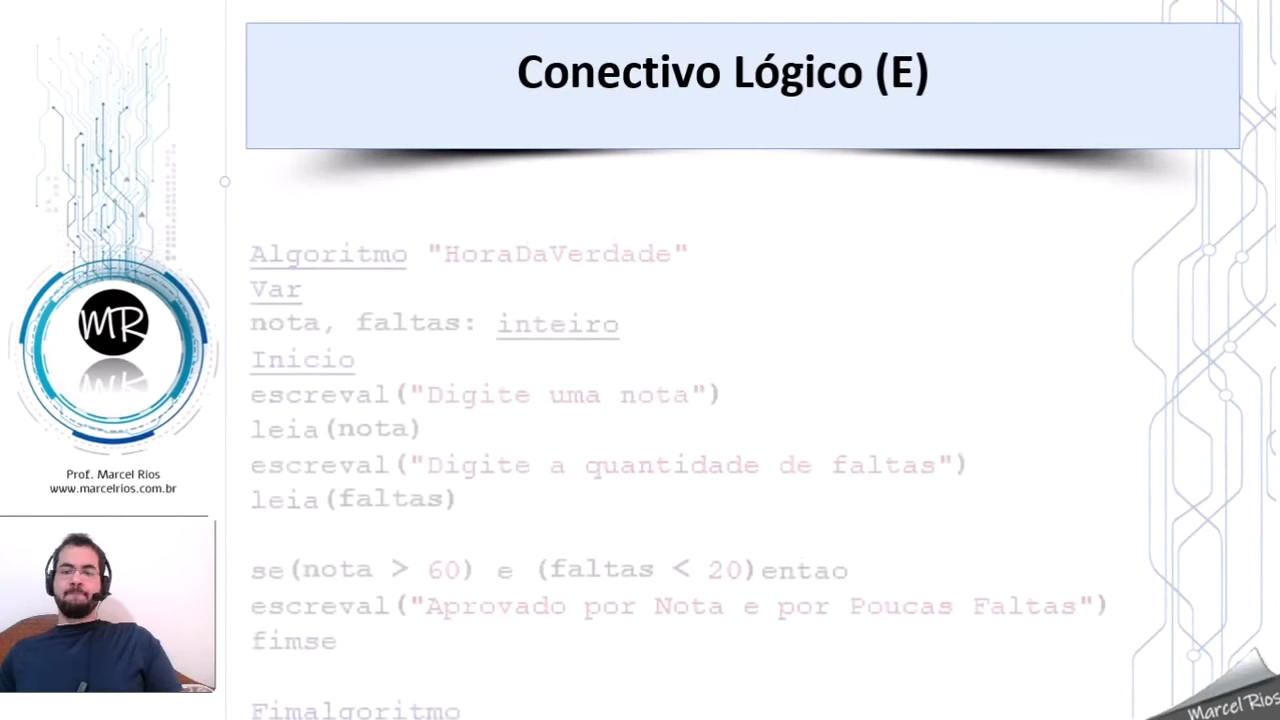 Conectivo Lógico (E)
Algoritmo "HoraDaVerdade"
Var
nota, faltas: inteiro
Inicio
escreval("Digite uma nota")
leia(nota)
escreval("Digite a quantidade de faltas")
leia(faltas)
se(nota > 60) e (faltas < 20)entao
escreval("Aprovado por Nota e por Poucas Faltas")
fimse
Fimalgoritmo
MR
Prof. Marcel Rios
www.marcelrios.com.br
Marcel Rios